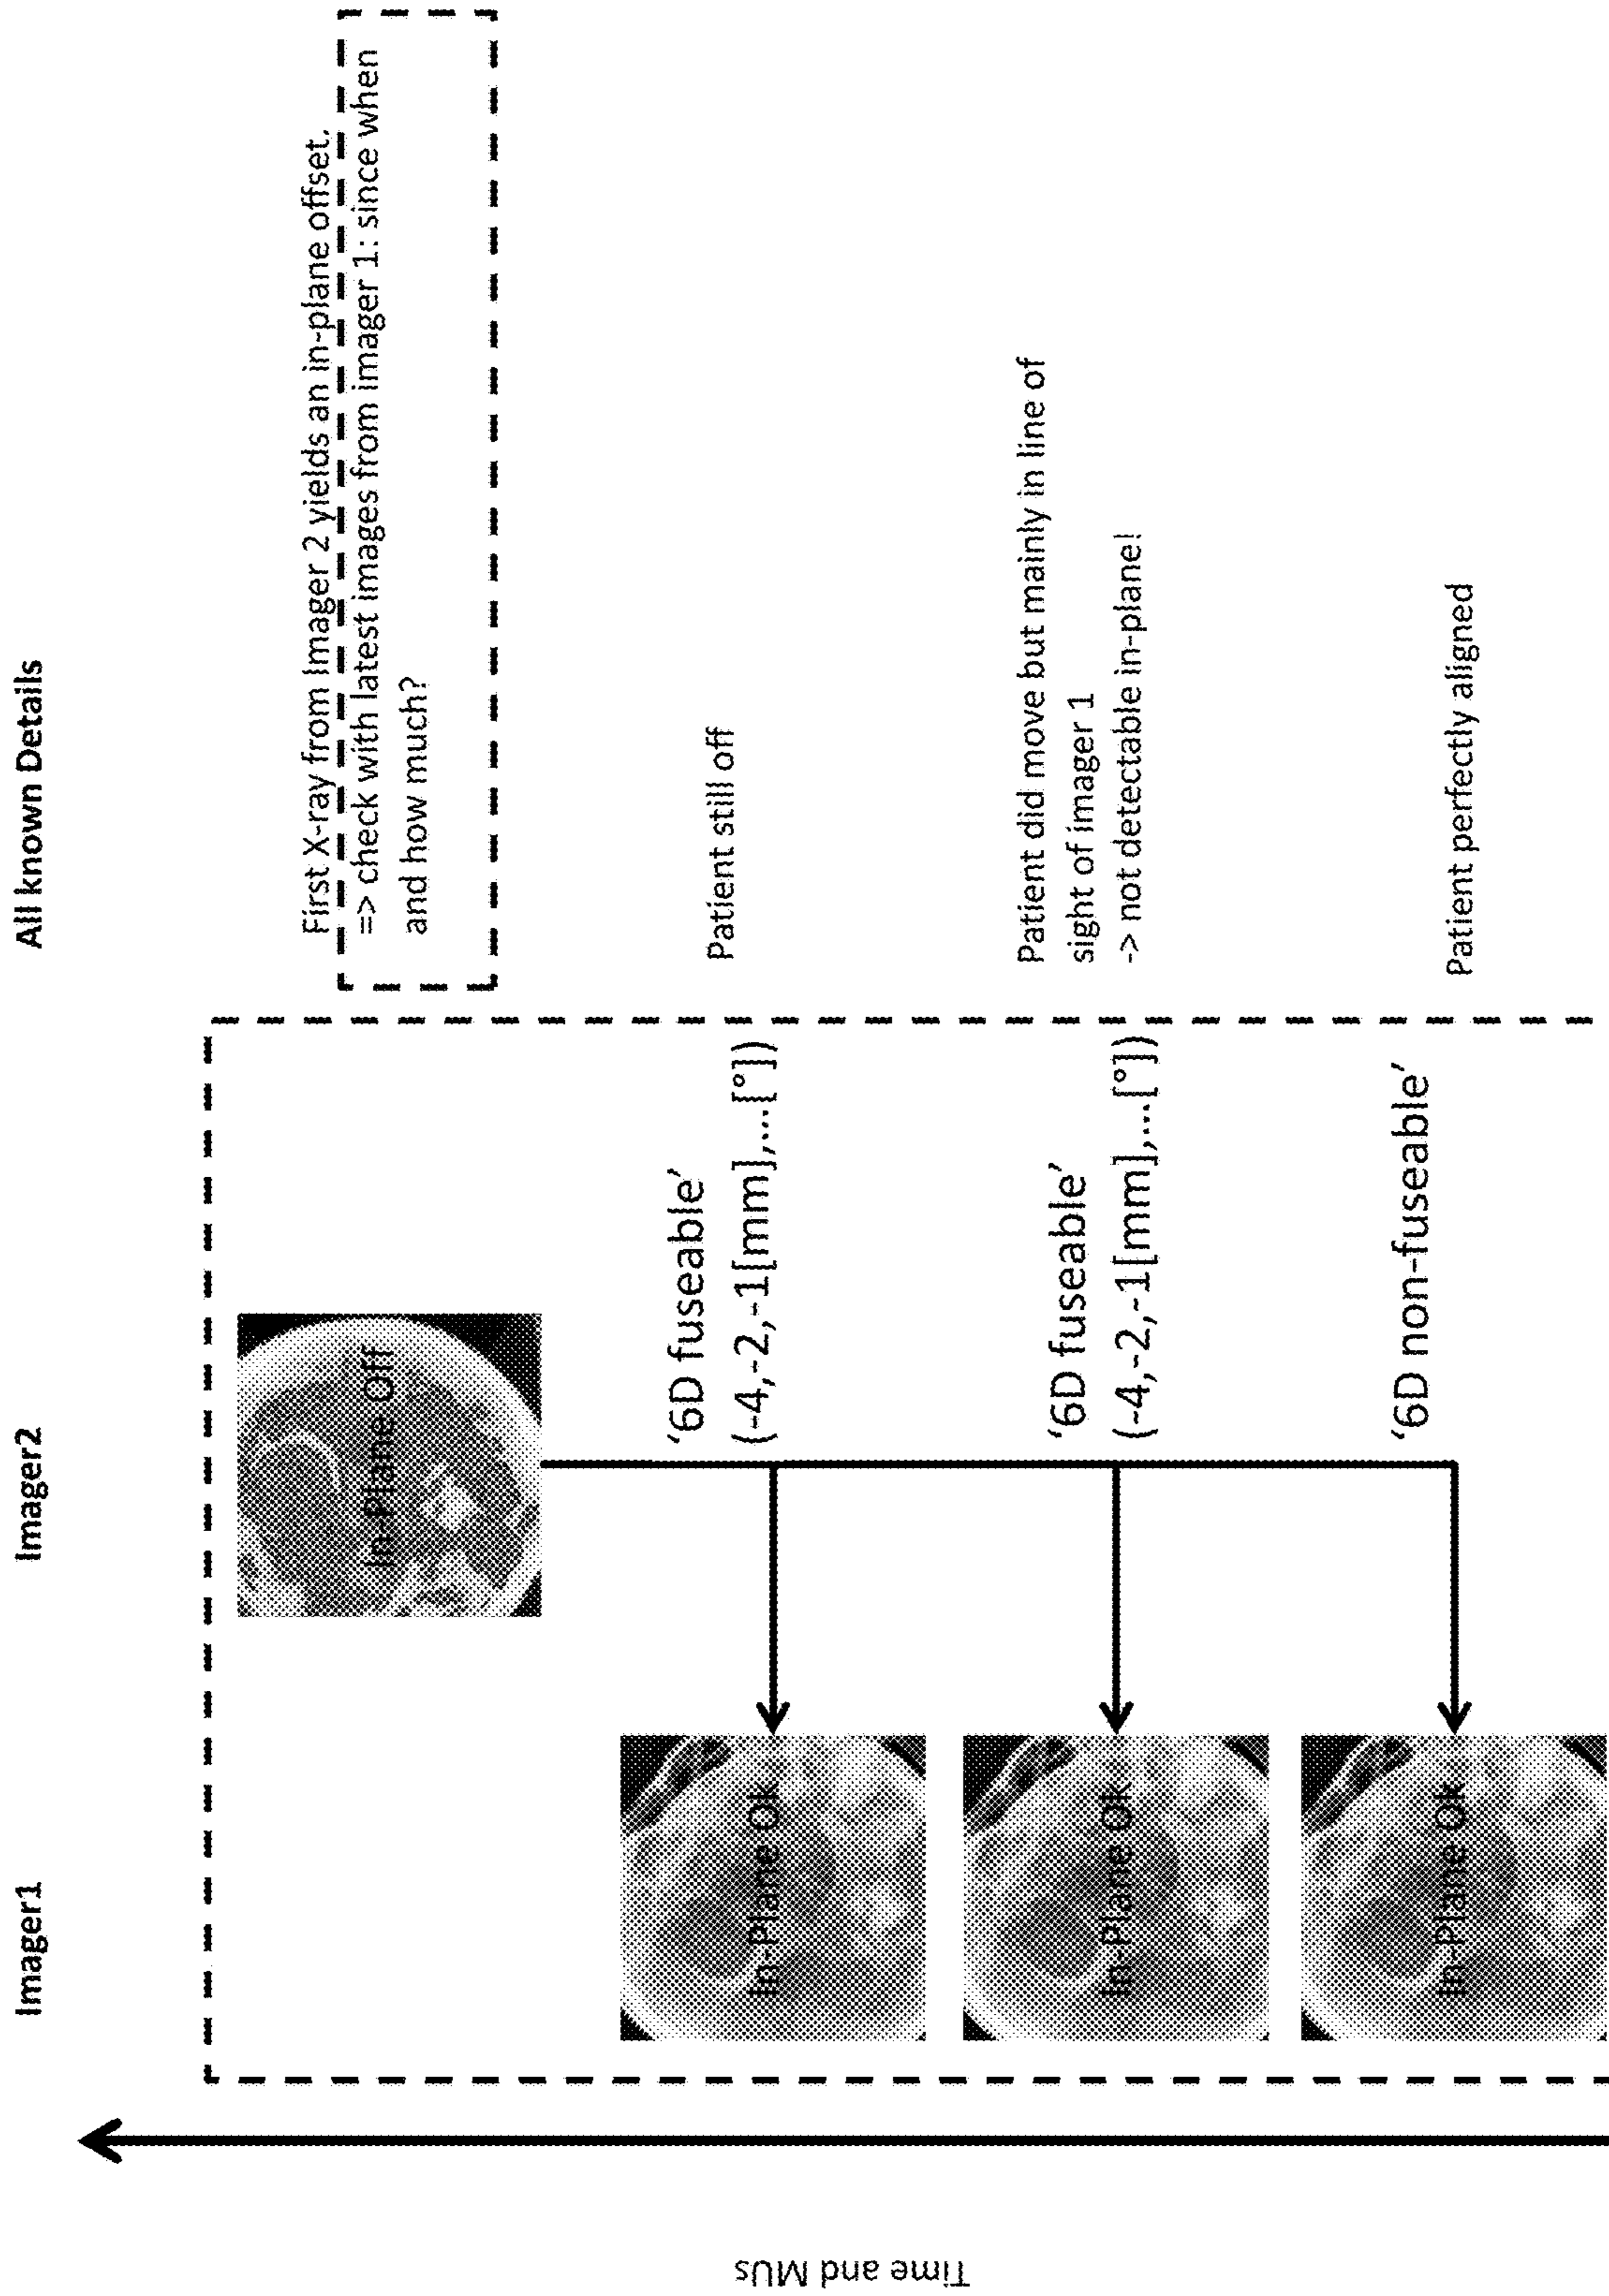 Imager1
Imager2
All known Details
In-Plane Off
First X-ray from Imager 2 yields an in-plane offset.
=> check with latest images from imager 1: since when
and how much?
In-Plane Ok
'6D fuseable'
(-4,-2,-1[mm],...[°])
Patient still off
In-Plane Ok
'6D fuseable'
(-4,-2,-1[mm],...[°])
Patient did move but mainly in line of
sight of imager 1
-> not detectable in-plane!
In-Plane Ok
'6D non-fuseable'
Patient perfectly aligned
Time and MUs